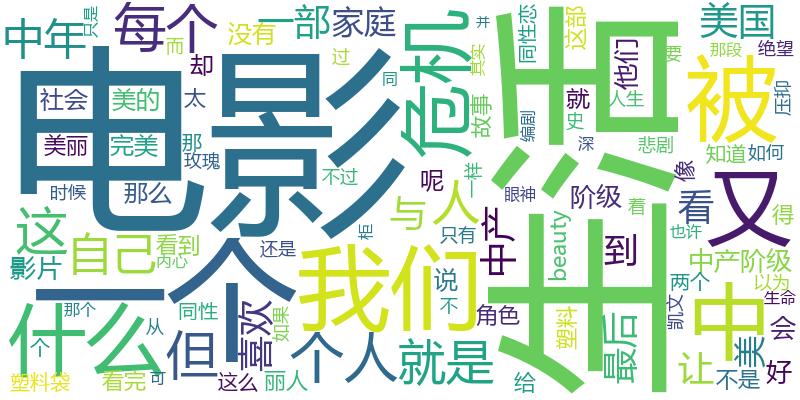 电影
生活
一个
我们
什么
被
又
中
危机
每个
中年
一部
家庭
美国
没有
只是
而
却
过
并
同性恋
这部
他们
要
那段
绝望
社会
美的
太
同
其实
故事
就
人生
压抑
美丽
完美
那
玫瑰
编剧
史
深
悲剧
知道
如何
时候
那么
不过
呢
一样
眼神
阶级
像
看
与
人
着
也许
得
这
自己
看到
内心
还是
柜
只有
中产
beauty
到
两个
中产阶级
以为
影片
说
不
凯文
生命
那个
同性
如果
角色
塑料
最后
个
从
但
喜欢
个人
就是
让
美
会
好
不是
塑料袋
看完
可
这么
丽人
给